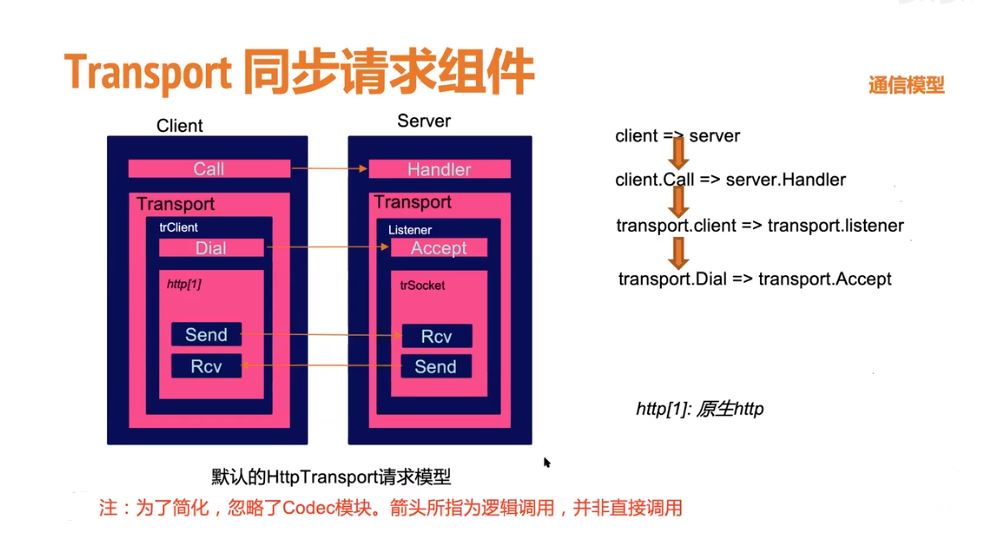 Transport 同步请求组件
通信模型
Client
Server
Call
Handler
Transport
Transport
trClient
Listener
Dial
Accept
http[1]
trSocket
Send
Rcv
Rcv
Send
client => server
client.Call => server.Handler
transport.client => transport.listener
transport.Dial => transport.Accept
http[1]: 原生http
默认的HttpTransport请求模型
注：为了简化，忽略了Codec模块。箭头所指为逻辑调用，并非直接调用